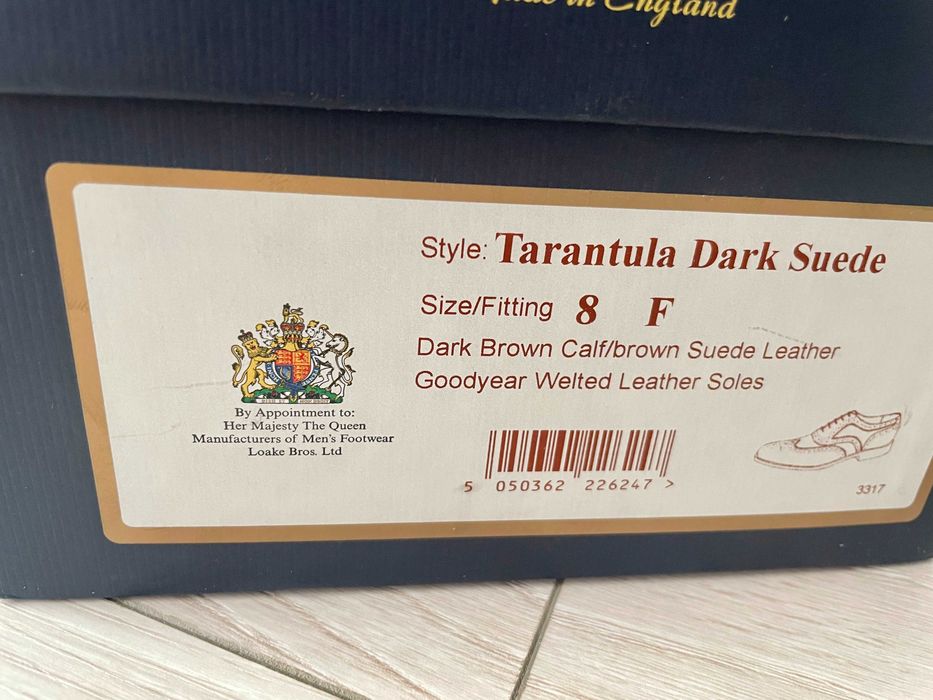 Made in England
Style: Tarantula Dark Suede
Size/Fitting 8 F
Dark Brown Calf/brown Suede Leather
Goodyear Welted Leather Soles
By Appointment to:
Her Majesty The Queen
Manufacturers of Men's Footwear
Loake Bros. Ltd
5 050362 226247 >
3317